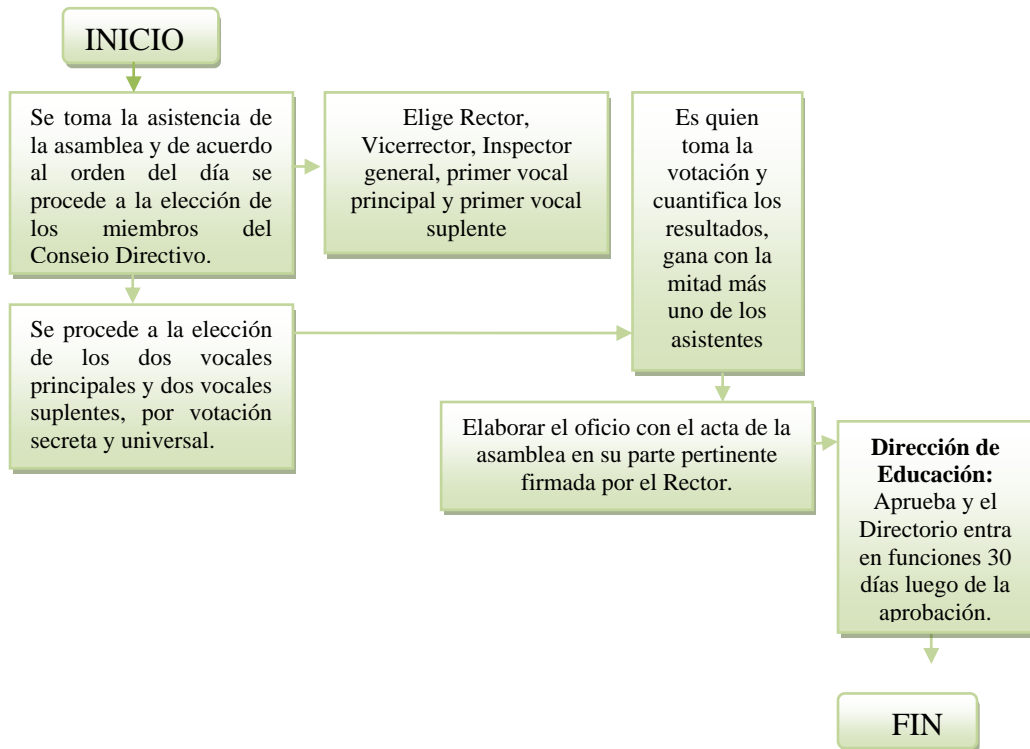 INICIO
Se toma la asistencia de
la asamblea y de acuerdo
al orden del día se
procede a la elección de
los miembros del
Consejo Directivo.
Elige Rector,
Vicerrector, Inspector
general, primer vocal
principal y primer vocal
suplente
Es quien
toma la
votación y
cuantifica los
resultados,
gana con la
mitad más
uno de los
asistentes
Se procede a la elección
de los dos vocales
principales y dos vocales
suplentes, por votación
secreta y universal.
Elaborar el oficio con el acta de la
asamblea en su parte pertinente
firmada por el Rector.
Dirección de
Educación:
Aprueba y el
Directorio entra
en funciones 30
días luego de la
aprobación.
FIN